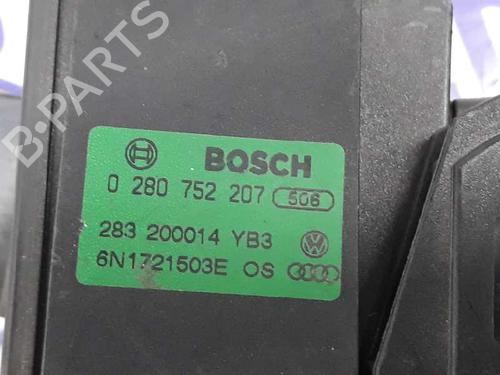 BOSCH
0 280 752 207 506
283 200014 YB3
6N1721503E OS
B-PARTS